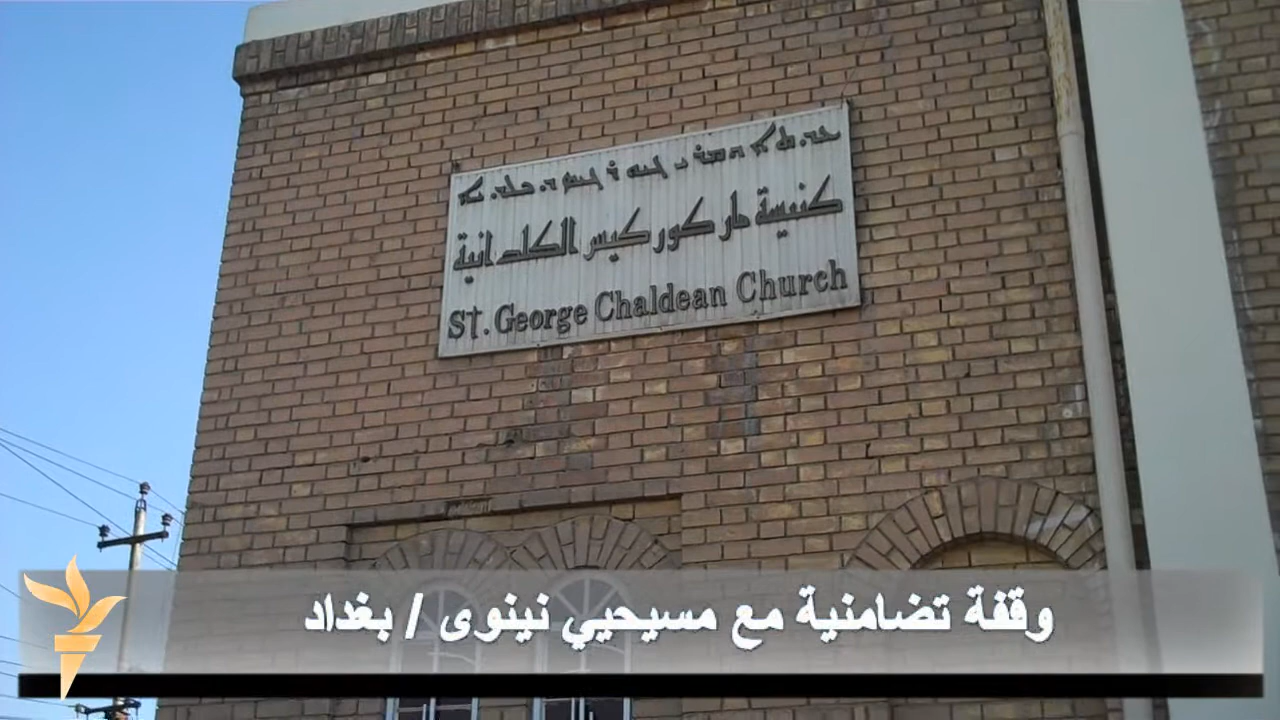 كنيسة مار كوركيس الكلدانية
St. George Chaldean Church
وقفة تضامنية مع مسيحيي نينوى / بغداد